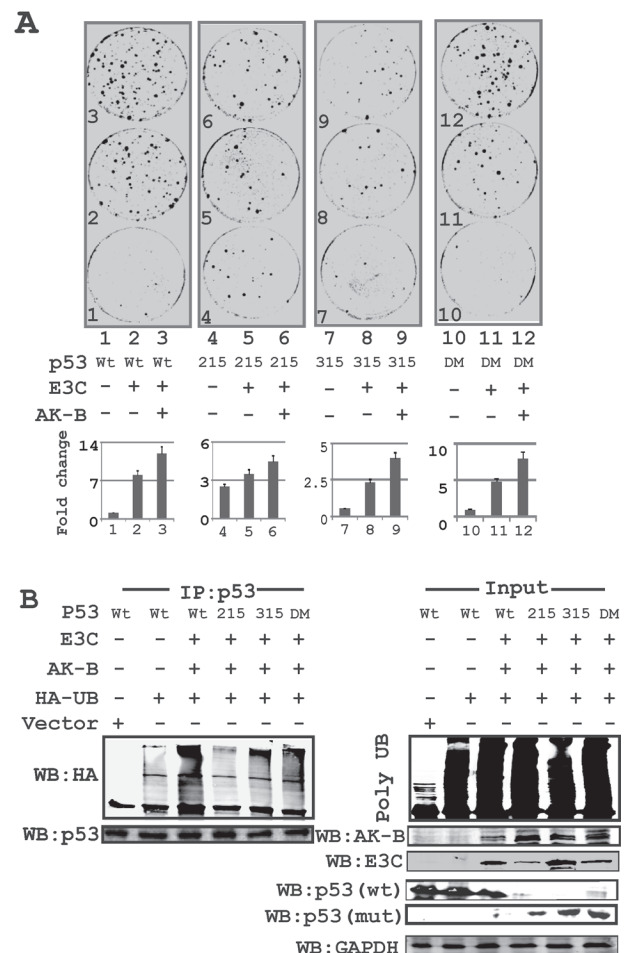 A
3 6 9 12
2 5 8 11
1 4 7 10
1 2 3 4 5 6 7 8 9 10 11 12
p53 Wt Wt Wt 215 215 215 315 315 315 DM DM DM
E3C - + + - + + - + + - + +
AK-B - - + - - + - - + - - +
Fold change
14 7 0
1 2 3
6 3 0
4 5 6
5 2.5 0
7 8 9
10 5 0
10 11 12
B
IP:p53 Input
P53 Wt Wt Wt 215 315 DM Wt Wt Wt 215 315 DM
E3C - - + + + + - - + + + +
AK-B - - + + + + - - + + + +
HA-UB - + + + + + - + + + + +
Vector + - - - - - + - - - - -
WB:HA
Poly UB
WB:p53
WB:AK-B
WB:E3C
WB:p53(wt)
WB:p53(mut)
WB:GAPDH